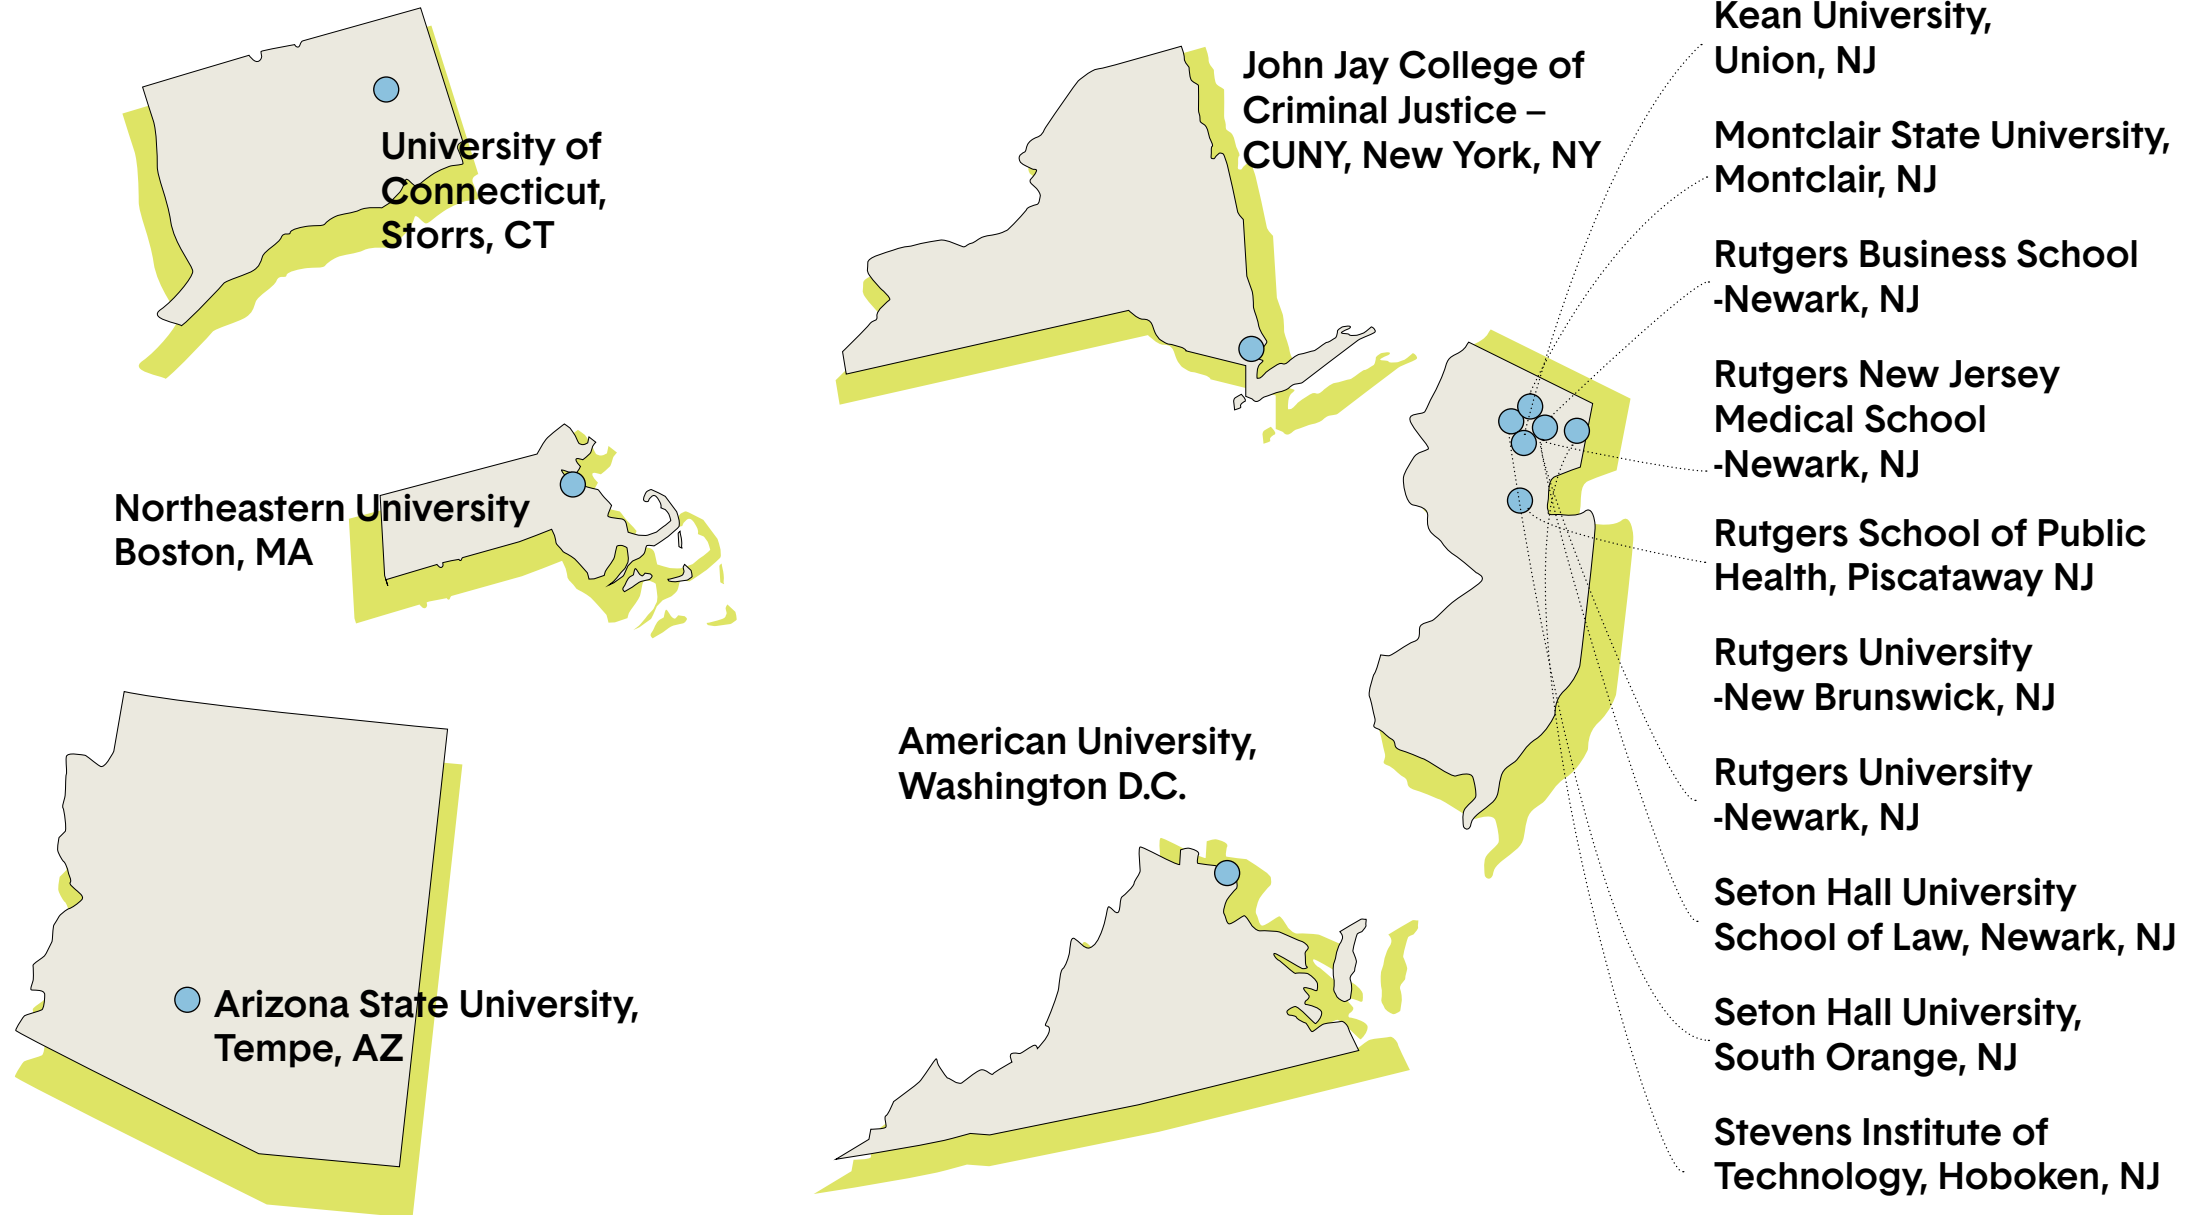 University of
Connecticut,
Storrs, CT
John Jay College of
Criminal Justice –
CUNY, New York, NY
Northeastern University
Boston, MA
American University,
Washington D.C.
Arizona State University,
Tempe, AZ
Kean University,
Union, NJ
Montclair State University,
Montclair, NJ
Rutgers Business School
-Newark, NJ
Rutgers New Jersey
Medical School
-Newark, NJ
Rutgers School of Public
Health, Piscataway NJ
Rutgers University
-New Brunswick, NJ
Rutgers University
-Newark, NJ
Seton Hall University
School of Law, Newark, NJ
Seton Hall University,
South Orange, NJ
Stevens Institute of
Technology, Hoboken, NJ